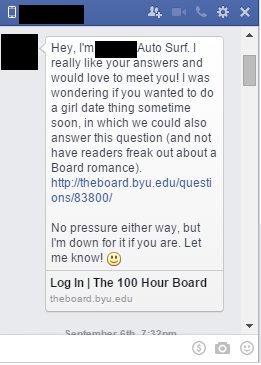 Hey, I'm Auto Surf. I
really like your answers and
would love to meet you! I was
wondering if you wanted to do
a girl date thing sometime
soon, in which we could also
answer this question (and not
have readers freak out about a
Board romance).
http://theboard.byu.edu/questi
ons/83800/
No pressure either way, but
I'm down for it if you are. Let
me know!
Log In | The 100 Hour Board
theboard.byu.edu
September 6th, 7:32pm